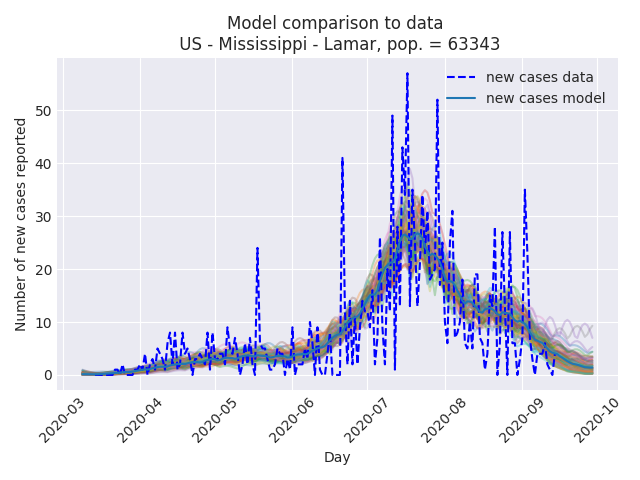 Model comparison to data
US - Mississippi - Lamar, pop. = 63343
new cases data
new cases model
Number of new cases reported
50
40
30
20
10
0
2020-03
2020-04
2020-05
2020-06
2020-07
2020-08
2020-09
2020-10
Day